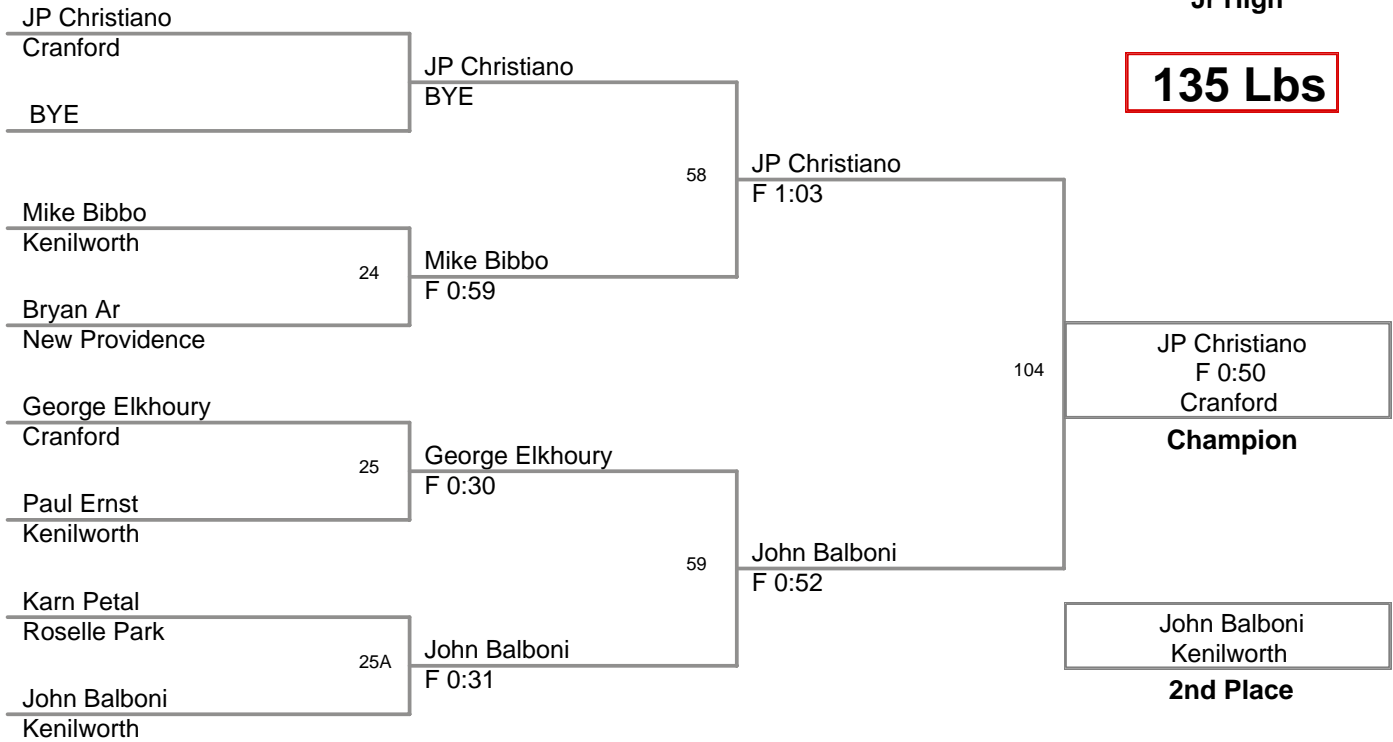 Jr High
135 Lbs
JP Christiano
Cranford
BYE
Mike Bibbo
Kenilworth
24
Bryan Ar
New Providence
George Elkhoury
Cranford
25
Paul Ernst
Kenilworth
Karn Petal
Roselle Park
25A
John Balboni
Kenilworth
JP Christiano
BYE
58
Mike Bibbo
F 0:59
George Elkhoury
F 0:30
59
John Balboni
F 0:31
JP Christiano
F 1:03
104
John Balboni
F 0:52
JP Christiano
F 0:50
Cranford
Champion
John Balboni
Kenilworth
2nd Place